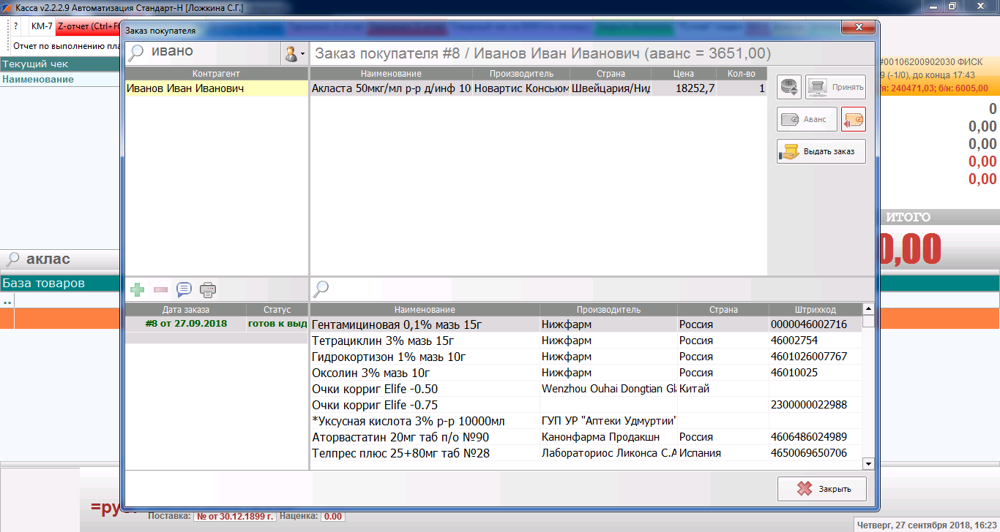 Касса v2.2.2.9 Автоматизация Стандарт-Н [Ложкина С.Г.]
? КМ-7 Z-отчет (Ctrl+F
Отчет по выполнению пла
Текущий чек
Наименование
аклас
База товаров
..
Заказ покупателя
ивано
Заказ покупателя #8 / Иванов Иван Иванович (аванс = 3651,00)
Контрагент
Иванов Иван Иванович
Наименование Производитель Страна Цена Кол-во
Акласта 50мкг/мл р-р д/инф 10 Новартис Консьюм Швейцария/Нид 18252,7 1
Принять
Аванс
Выдать заказ
Дата заказа Статус
#8 от 27.09.2018 готов к выд
Наименование Производитель Страна Штрихкод
Гентамициновая 0,1% мазь 15г Нижфарм Россия 0000046002716
Тетрациклин 3% мазь 15г Нижфарм Россия 46002754
Гидрокортизон 1% мазь 10г Нижфарм Россия 4601026007767
Оксолин 3% мазь 10г Нижфарм Россия 46010025
Очки корриг Elife -0.50 Wenzhou Ouhai Dongtian Gl Китай
Очки корриг Elife -0.75 2300000022988
*Уксусная кислота 3% р-р 10000мл ГУП УР "Аптеки Удмуртии"
Аторвастатин 20мг таб п/о №90 Канонфарма Продакшн Россия 4606486024989
Телпрес плюс 25+80мг таб №28 Лабораториос Ликонса С.А Испания 4650069650706
Закрыть
#00106200902030 ФИСК
9 (-1/0), до конца 17:43
/я: 240471,03; б/н: 6005,00
0
0,00
0,00
0,00
0,00
ИТОГО
0,00
=ру
Поставка: № от 30.12.1899 г. Наценка: 0.00
Четверг, 27 сентября 2018, 16:23